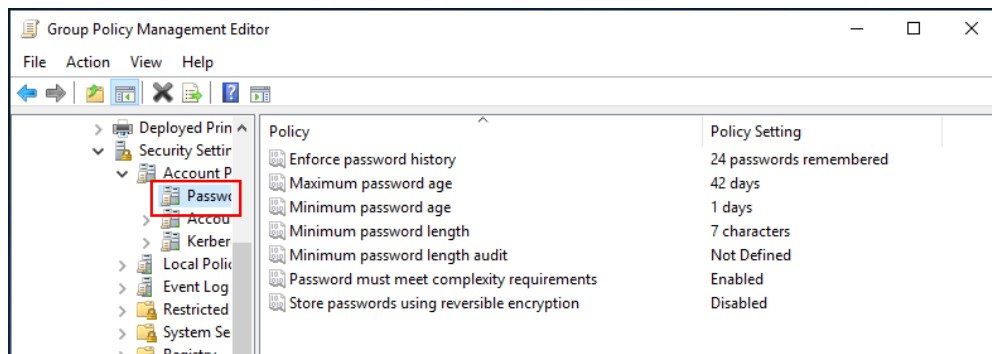 Group Policy Management Editor
File Action View Help
Deployed Prin
Policy Policy Setting
Security Settin
Enforce password history 24 passwords remembered
Account P
Maximum password age 42 days
Passwo
Minimum password age 1 days
Accou
Minimum password length 7 characters
Kerber
Minimum password length audit Not Defined
Local Polic
Password must meet complexity requirements Enabled
Event Log
Store passwords using reversible encryption Disabled
Restricted
System Se
Registry